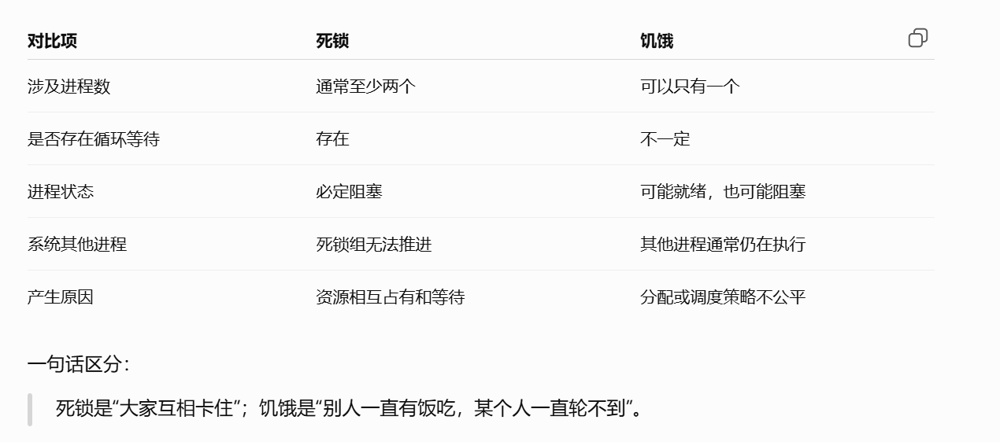 对比项 死锁 饥饿
涉及进程数 通常至少两个 可以只有一个
是否存在循环等待 存在 不一定
进程状态 必定阻塞 可能就绪，也可能阻塞
系统其他进程 死锁组无法推进 其他进程通常仍在执行
产生原因 资源相互占有和等待 分配或调度策略不公平
一句话区分：
死锁是“大家互相卡住”；饥饿是“别人一直有饭吃，某个人一直轮不到”。